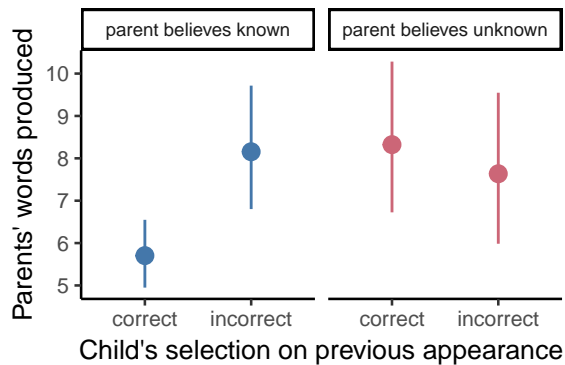 parent believes known
parent believes unknown
Parents' words produced
10
9
8
7
6
5
correct
incorrect
correct
incorrect
Child's selection on previous appearance